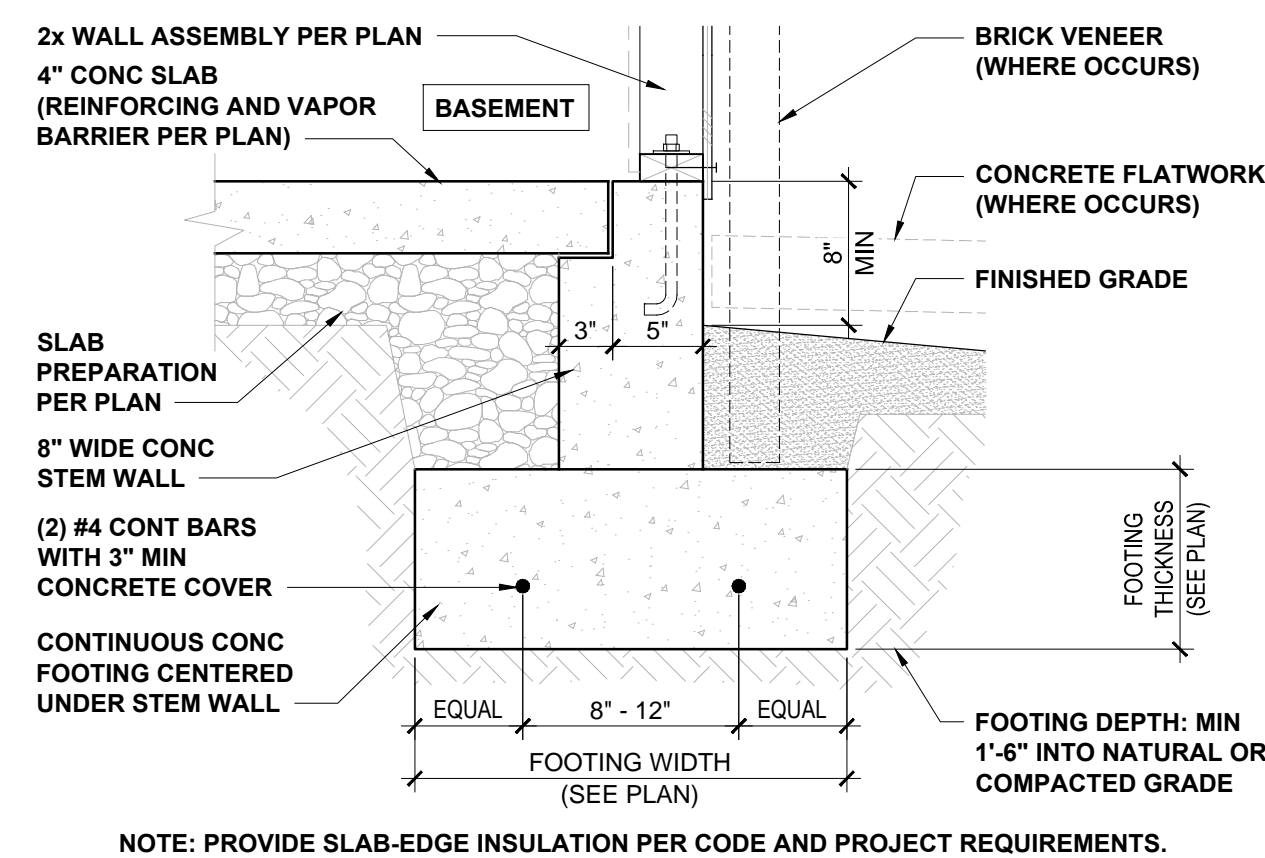 2x WALL ASSEMBLY PER PLAN
4" CONC SLAB
(REINFORCING AND VAPOR
BARRIER PER PLAN)
BASEMENT
BRICK VENEER
(WHERE OCCURS)
CONCRETE FLATWORK
(WHERE OCCURS)
8"
MIN
FINISHED GRADE
3"
5"
SLAB
PREPARATION
PER PLAN
8" WIDE CONC
STEM WALL
(2) #4 CONT BARS
WITH 3" MIN
CONCRETE COVER
CONTINUOUS CONC
FOOTING CENTERED
UNDER STEM WALL
FOOTING
THICKNESS
(SEE PLAN)
EQUAL
8" - 12"
EQUAL
FOOTING WIDTH
(SEE PLAN)
FOOTING DEPTH: MIN
1'-6" INTO NATURAL OR
COMPACTED GRADE
NOTE: PROVIDE SLAB-EDGE INSULATION PER CODE AND PROJECT REQUIREMENTS.